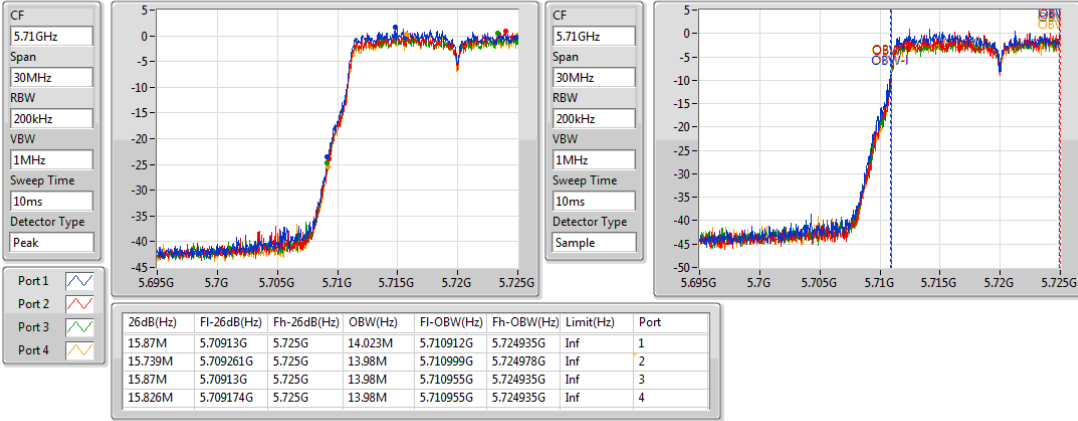 CF
5.71GHz
Span
30MHz
RBW
200kHz
VBW
1MHz
Sweep Time
10ms
Detector Type
Peak
5-
0-
-5-
-10-
-15-
-20-
-25-
-30-
-35-
-40-
-45-
5.695G 5.7G 5.705G 5.71G 5.715G 5.72G 5.725G
CF
5.71GHz
Span
30MHz
RBW
200kHz
VBW
1MHz
Sweep Time
10ms
Detector Type
Sample
5-
0-
-5-
-10-
-15-
-20-
-25-
-30-
-35-
-40-
-45-
-50-
5.695G 5.7G 5.705G 5.71G 5.715G 5.72G 5.725G
Port 1
Port 2
Port 3
Port 4
26dB(Hz) Fl-26dB(Hz) Fh-26dB(Hz) OBW(Hz) Fl-OBW(Hz) Fh-OBW(Hz) Limit(Hz) Port
15.87M 5.70913G 5.725G 14.023M 5.710912G 5.724935G Inf 1
15.739M 5.709261G 5.725G 13.98M 5.710999G 5.724978G Inf 2
15.87M 5.70913G 5.725G 13.98M 5.710955G 5.724935G Inf 3
15.826M 5.709174G 5.725G 13.98M 5.710955G 5.724935G Inf 4